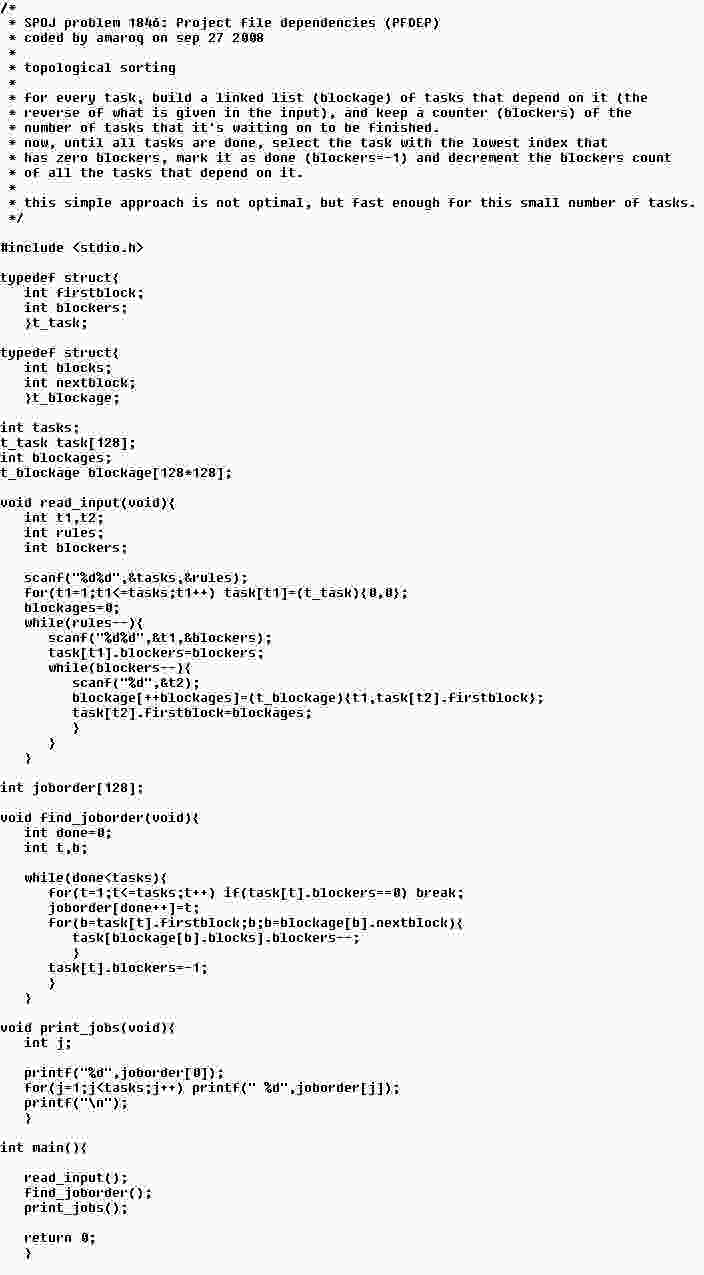 /*
 * SPOJ problem 1846: Project file dependencies (PFDEP)
 * coded by amaroq on sep 27 2008
 *
 * topological sorting
 *
 * for every task, build a linked list (blockage) of tasks that depend on it (the
 * reverse of what is given in the input), and keep a counter (blockers) of the
 * number of tasks that it's waiting on to be finished.
 * now, until all tasks are done, select the task with the lowest index that
 * has zero blockers, mark it as done (blockers=-1) and decrement the blockers count
 * of all the tasks that depend on it.
 *
 * this simple approach is not optimal, but fast enough for this small number of tasks.
 */

#include <stdio.h>

typedef struct{
   int firstblock;
   int blockers;
   }t_task;

typedef struct{
   int blocks;
   int nextblock;
   }t_blockage;

int tasks;
t_task task[128];
int blockages;
t_blockage blockage[128*128];

void read_input(void){
   int t1,t2;
   int rules;
   int blockers;

   scanf("%d%d",&tasks,&rules);
   for(t1=1;t1<=tasks;t1++) task[t1]=(t_task){0,0};
   blockages=0;
   while(rules--){
      scanf("%d%d",&t1,&blockers);
      task[t1].blockers=blockers;
      while(blockers--){
         scanf("%d",&t2);
         blockage[++blockages]=(t_blockage){t1,task[t2].firstblock};
         task[t2].firstblock=blockages;
         }
      }
   }

int joborder[128];

void find_joborder(void){
   int done=0;
   int t,b;

   while(done<tasks){
      for(t=1;t<=tasks;t++) if(task[t].blockers==0) break;
      joborder[done++]=t;
      for(b=task[t].firstblock;b;b=blockage[b].nextblock){
         task[blockage[b].blocks].blockers--;
         }
      task[t].blockers=-1;
      }
   }

void print_jobs(void){
   int j;

   printf("%d",joborder[0]);
   for(j=1;j<tasks;j++) printf(" %d",joborder[j]);
   printf("\n");
   }

int main(){

   read_input();
   find_joborder();
   print_jobs();

   return 0;
   }